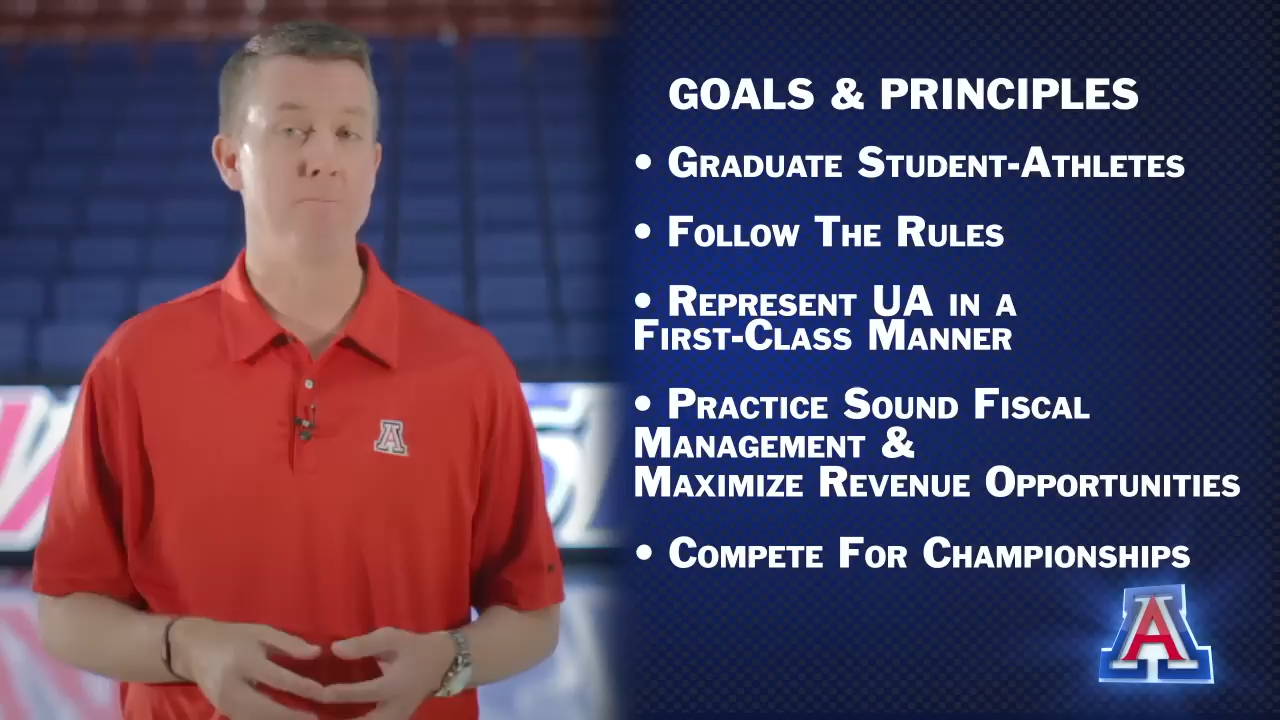 GOALS & PRINCIPLES
• GRADUATE STUDENT-ATHLETES
• FOLLOW THE RULES
• REPRESENT UA IN A
FIRST-CLASS MANNER
• PRACTICE SOUND FISCAL
MANAGEMENT &
MAXIMIZE REVENUE OPPORTUNITIES
• COMPETE FOR CHAMPIONSHIPS
A
A